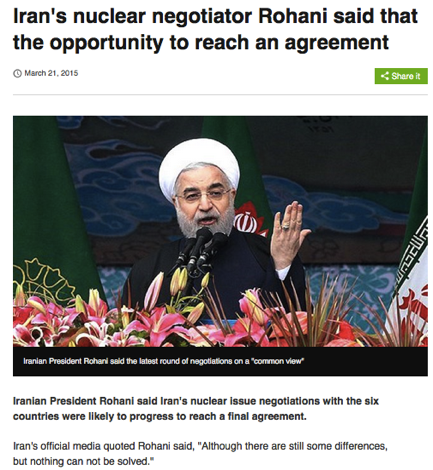 Iran's nuclear negotiator Rohani said that
the opportunity to reach an agreement
March 21, 2015
Share it
Iranian President Rohani said the latest round of negotiations on a "common view"
Iranian President Rohani said Iran's nuclear issue negotiations with the six
countries were likely to progress to reach a final agreement.
Iran's official media quoted Rohani said, "Although there are still some differences,
but nothing can not be solved."